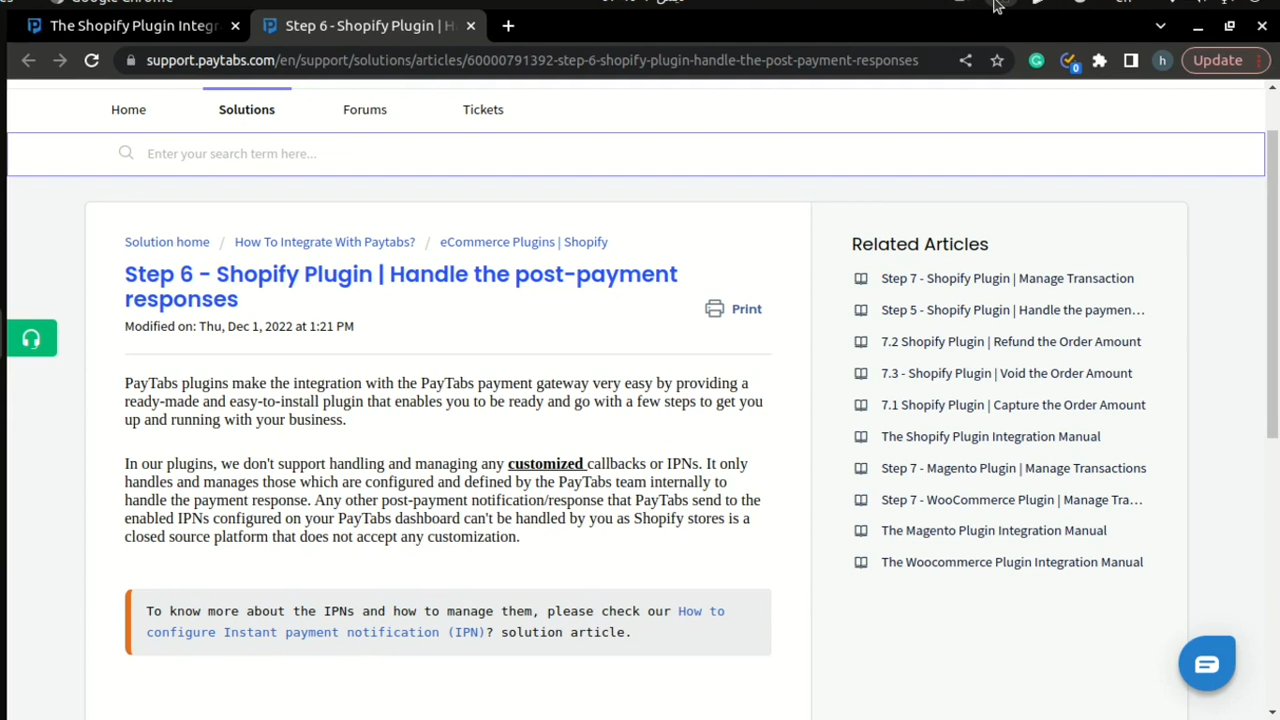 Google Chrome
The Shopify Plugin Integr
Step 6 - Shopify Plugin | H
support.paytabs.com/en/support/solutions/articles/60000791392-step-6-shopify-plugin-handle-the-post-payment-responses
0
h
Update
Home
Solutions
Forums
Tickets
Enter your search term here...
Solution home / How To Integrate With Paytabs? / eCommerce Plugins | Shopify
Step 6 - Shopify Plugin | Handle the post-payment
responses
Print
Modified on: Thu, Dec 1, 2022 at 1:21 PM
PayTabs plugins make the integration with the PayTabs payment gateway very easy by providing a
ready-made and easy-to-install plugin that enables you to be ready and go with a few steps to get you
up and running with your business.
In our plugins, we don't support handling and managing any customized callbacks or IPNs. It only
handles and manages those which are configured and defined by the PayTabs team internally to
handle the payment response. Any other post-payment notification/response that PayTabs send to the
enabled IPNs configured on your PayTabs dashboard can't be handled by you as Shopify stores is a
closed source platform that does not accept any customization.
To know more about the IPNs and how to manage them, please check our How to
configure Instant payment notification (IPN)? solution article.
Related Articles
Step 7 - Shopify Plugin | Manage Transaction
Step 5 - Shopify Plugin | Handle the paymen...
7.2 Shopify Plugin | Refund the Order Amount
7.3 - Shopify Plugin | Void the Order Amount
7.1 Shopify Plugin | Capture the Order Amount
The Shopify Plugin Integration Manual
Step 7 - Magento Plugin | Manage Transactions
Step 7 - WooCommerce Plugin | Manage Tra...
The Magento Plugin Integration Manual
The Woocommerce Plugin Integration Manual